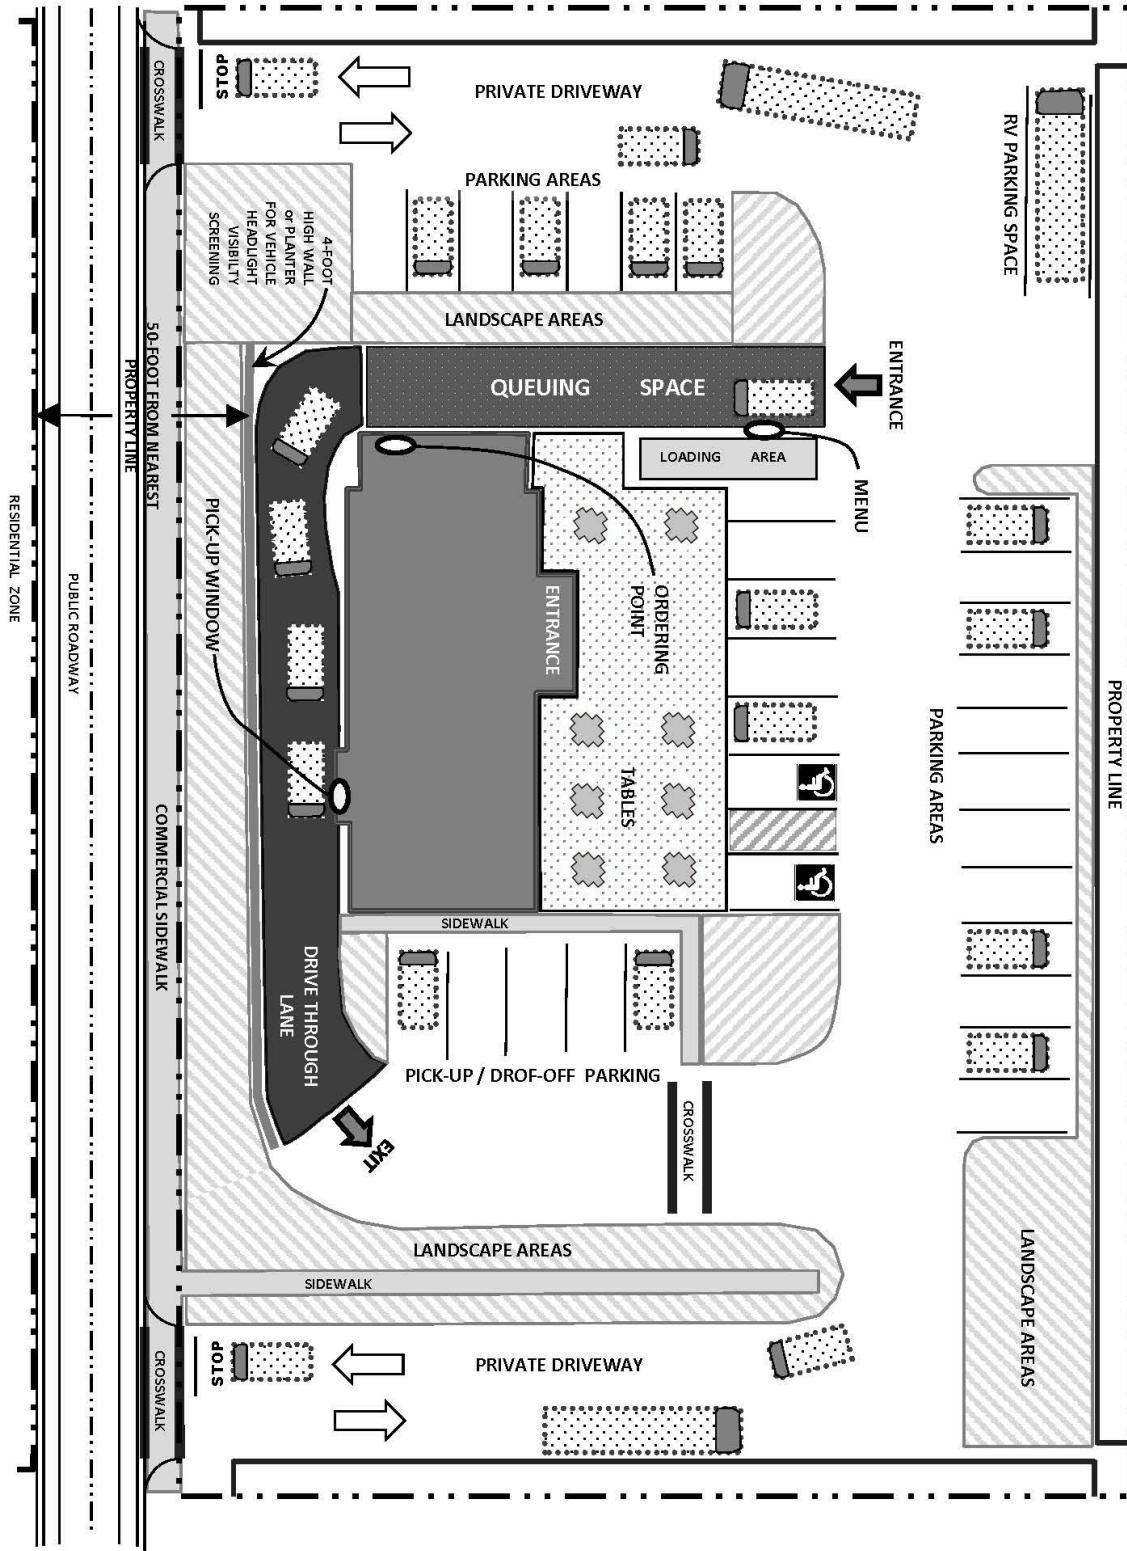 CROSSWALK
STOP
PRIVATE DRIVEWAY
RV PARKING SPACE
PARKING AREAS
4-FOOT
HIGH WALL
or PLANTER
FOR VEHICLE
HEADLIGHT
VISIBILTY
SCREENING
LANDSCAPE AREAS
50-FOOT FROM NEAREST
PROPERTY LINE
QUEUING SPACE
ENTRANCE
LOADING AREA
MENU
RESIDENTIAL ZONE
PUBLIC ROADWAY
PICK-UP WINDOW
ORDERING
POINT
ENTRANCE
TABLES
PARKING AREAS
PROPERTY LINE
COMMERCIAL SIDEWALK
SIDEWALK
DRIVE THROUGH
LANE
PICK-UP / DROF-OFF PARKING
EXIT
CROSSWALK
LANDSCAPE AREAS
SIDEWALK
LANDSCAPE AREAS
CROSSWALK
STOP
PRIVATE DRIVEWAY